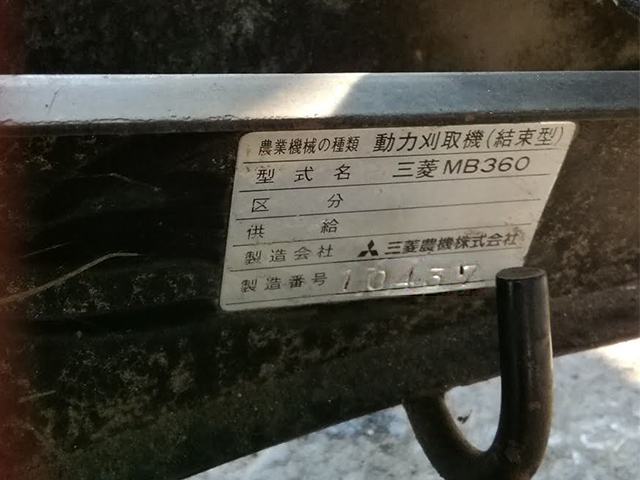 農業機械の種類 動力刈取機(結束型)
型式名 三菱MB360
区分
供給
製造会社 三菱農機株式会社
製造番号 10437